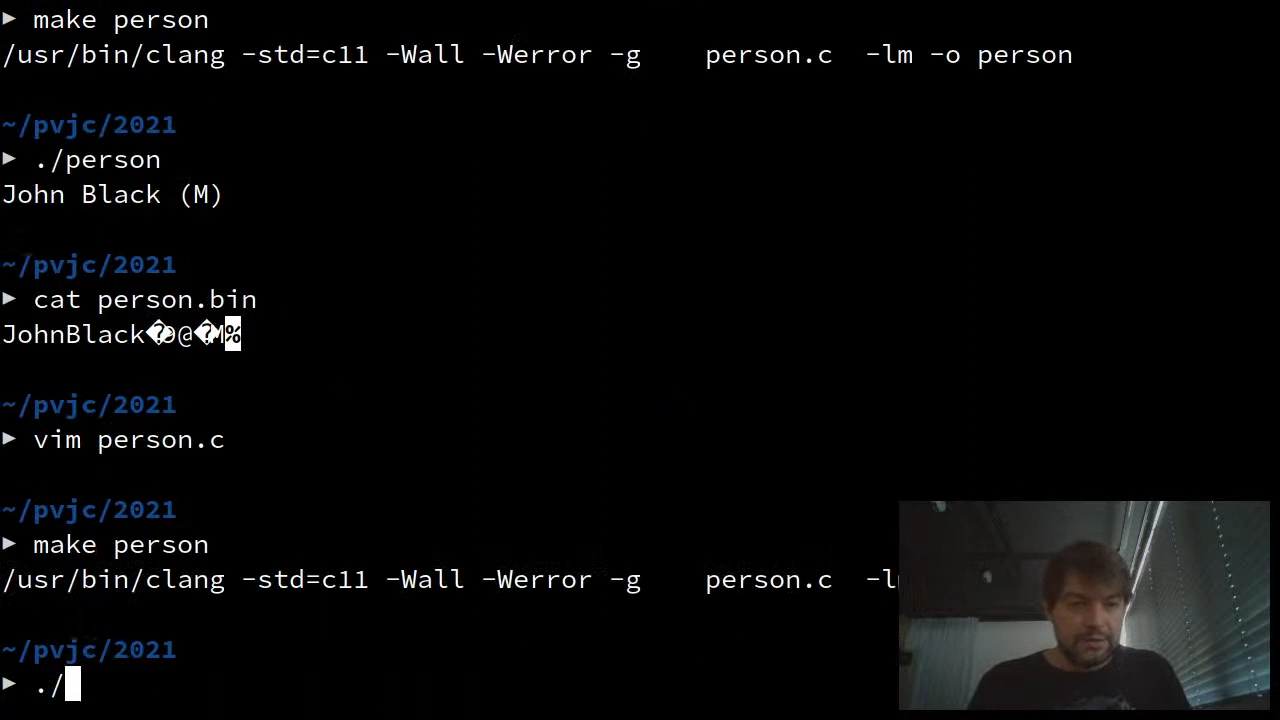 ▶ make person
/usr/bin/clang -std=c11 -Wall -Werror -g    person.c  -lm -o person
~/pvjc/2021
▶ ./person
John Black (M)
~/pvjc/2021
▶ cat person.bin
JohnBlack�9@�M%
~/pvjc/2021
▶ vim person.c
~/pvjc/2021
▶ make person
/usr/bin/clang -std=c11 -Wall -Werror -g    person.c
~/pvjc/2021
▶ ./